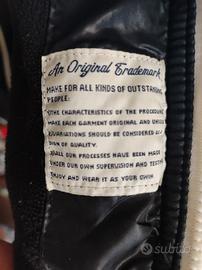 An Original Trademark
MAKE FOR ALL KINDS OF OUTSTANDING
PEOPLE:
THE CHARACTERISTICS OF THE PROCEDURE
MAKE EACH GARMENT ORIGINAL AND
VARIATIONS SHOULD BE CONSIDERED AS
SIGN OF QUALITY.
ALL OUR PROCESSES HAVE BEEN MADE
UNDER OUR OWN SUPERVISION AND TESTED
ENJOY AND WEAR IT AS YOUR OWN!
subito